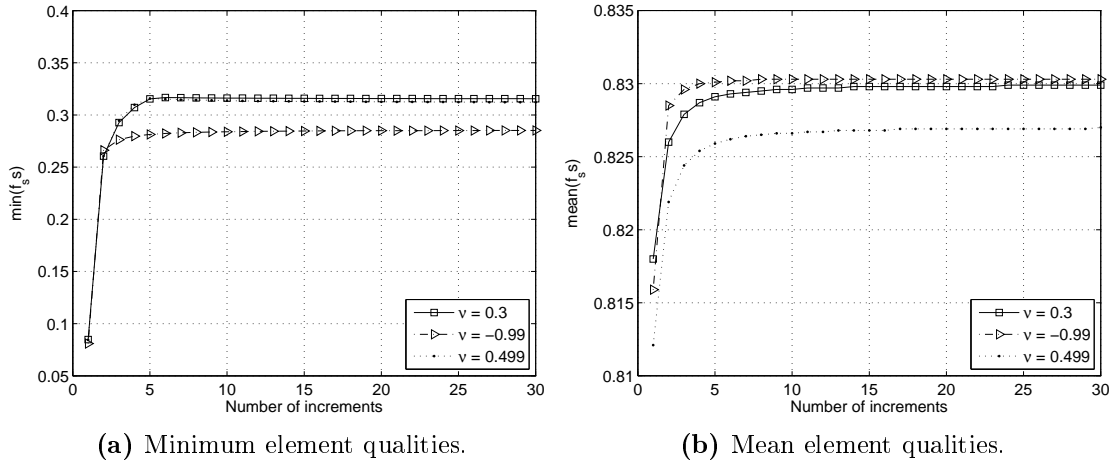 0.4
0.35
0.3
0.25
0.2
0.15
0.1
0.05
0 5 10 15 20 25 30
min(f_s s)
Number of increments
ν = 0.3
ν = −0.99
ν = 0.499
(a) Minimum element qualities.
0.835
0.83
0.825
0.82
0.815
0.81
0 5 10 15 20 25 30
mean(f_s s)
Number of increments
ν = 0.3
ν = −0.99
ν = 0.499
(b) Mean element qualities.